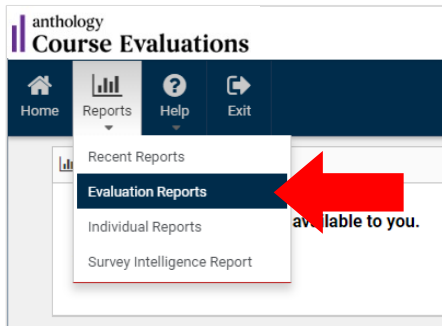 anthology
Course Evaluations
Home
Reports
Help
Exit
Recent Reports
Evaluation Reports
Individual Reports
Survey Intelligence Report
available to you.